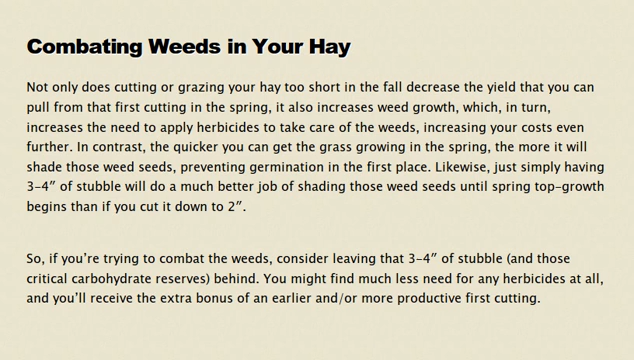 Combating Weeds in Your Hay
Not only does cutting or grazing your hay too short in the fall decrease the yield that you can
pull from that first cutting in the spring, it also increases weed growth, which, in turn,
increases the need to apply herbicides to take care of the weeds, increasing your costs even
further. In contrast, the quicker you can get the grass growing in the spring, the more it will
shade those weed seeds, preventing germination in the first place. Likewise, just simply having
3–4″ of stubble will do a much better job of shading those weed seeds until spring top-growth
begins than if you cut it down to 2″.
So, if you’re trying to combat the weeds, consider leaving that 3–4″ of stubble (and those
critical carbohydrate reserves) behind. You might find much less need for any herbicides at all,
and you’ll receive the extra bonus of an earlier and/or more productive first cutting.